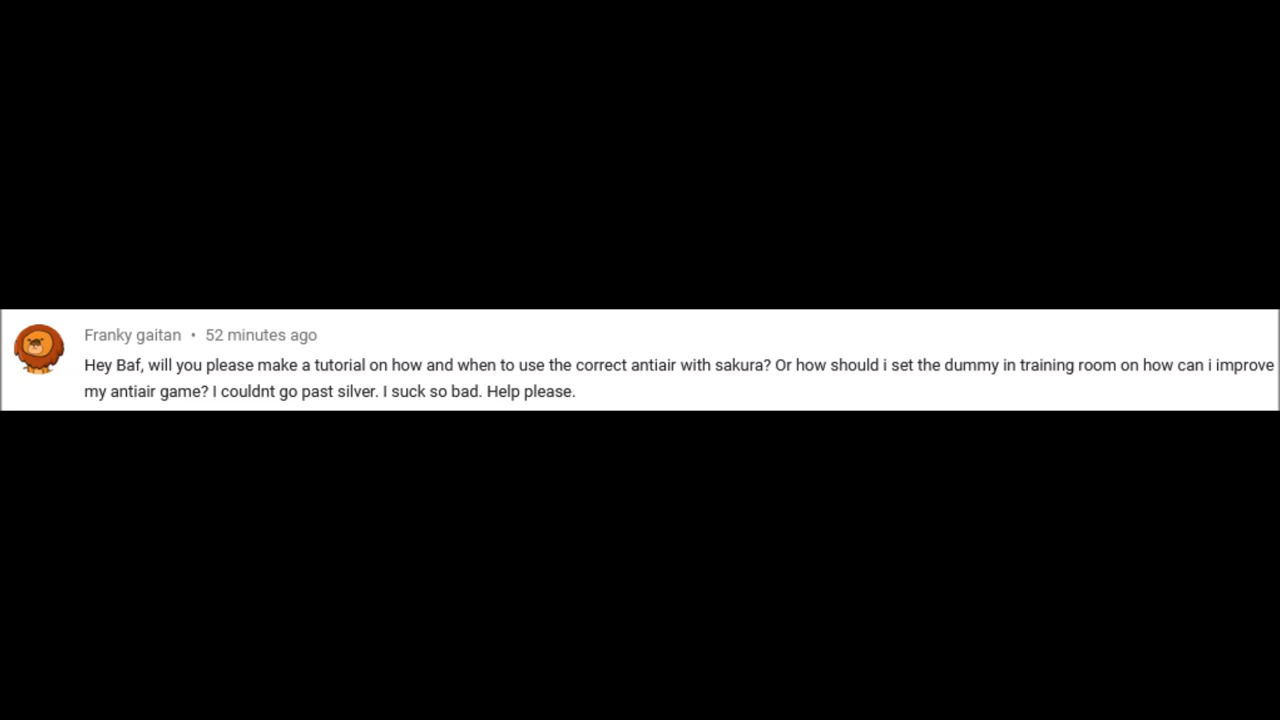 Franky gaitan • 52 minutes ago
Hey Baf, will you please make a tutorial on how and when to use the correct antiair with sakura? Or how should i set the dummy in training room on how can i improve
my antiair game? I couldnt go past silver. I suck so bad. Help please.